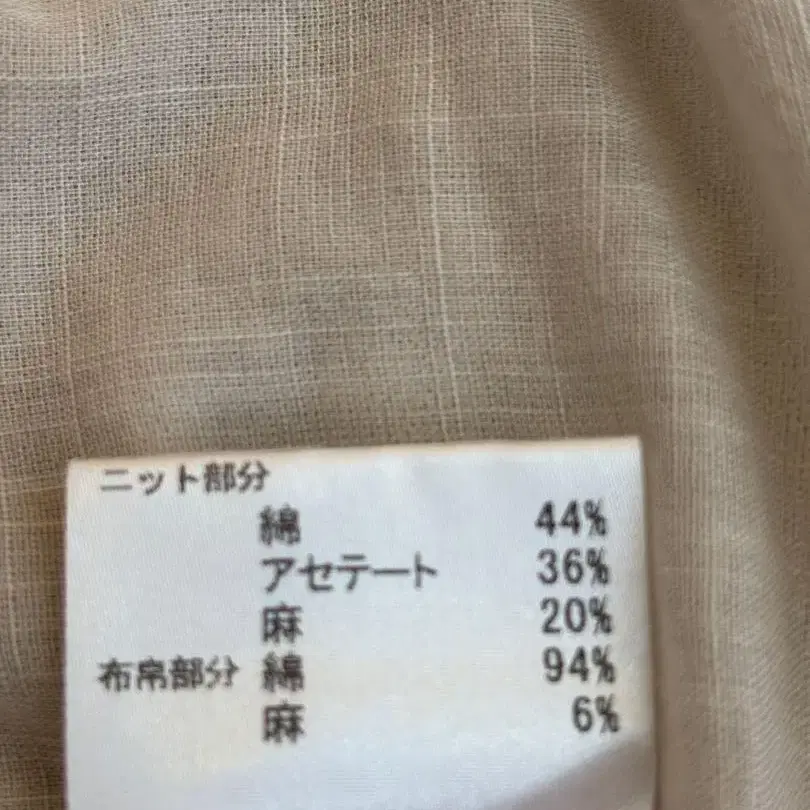 ニット部分
綿 44%
アセテート 36%
麻 20%
布帛部分 綿 94%
麻 6%